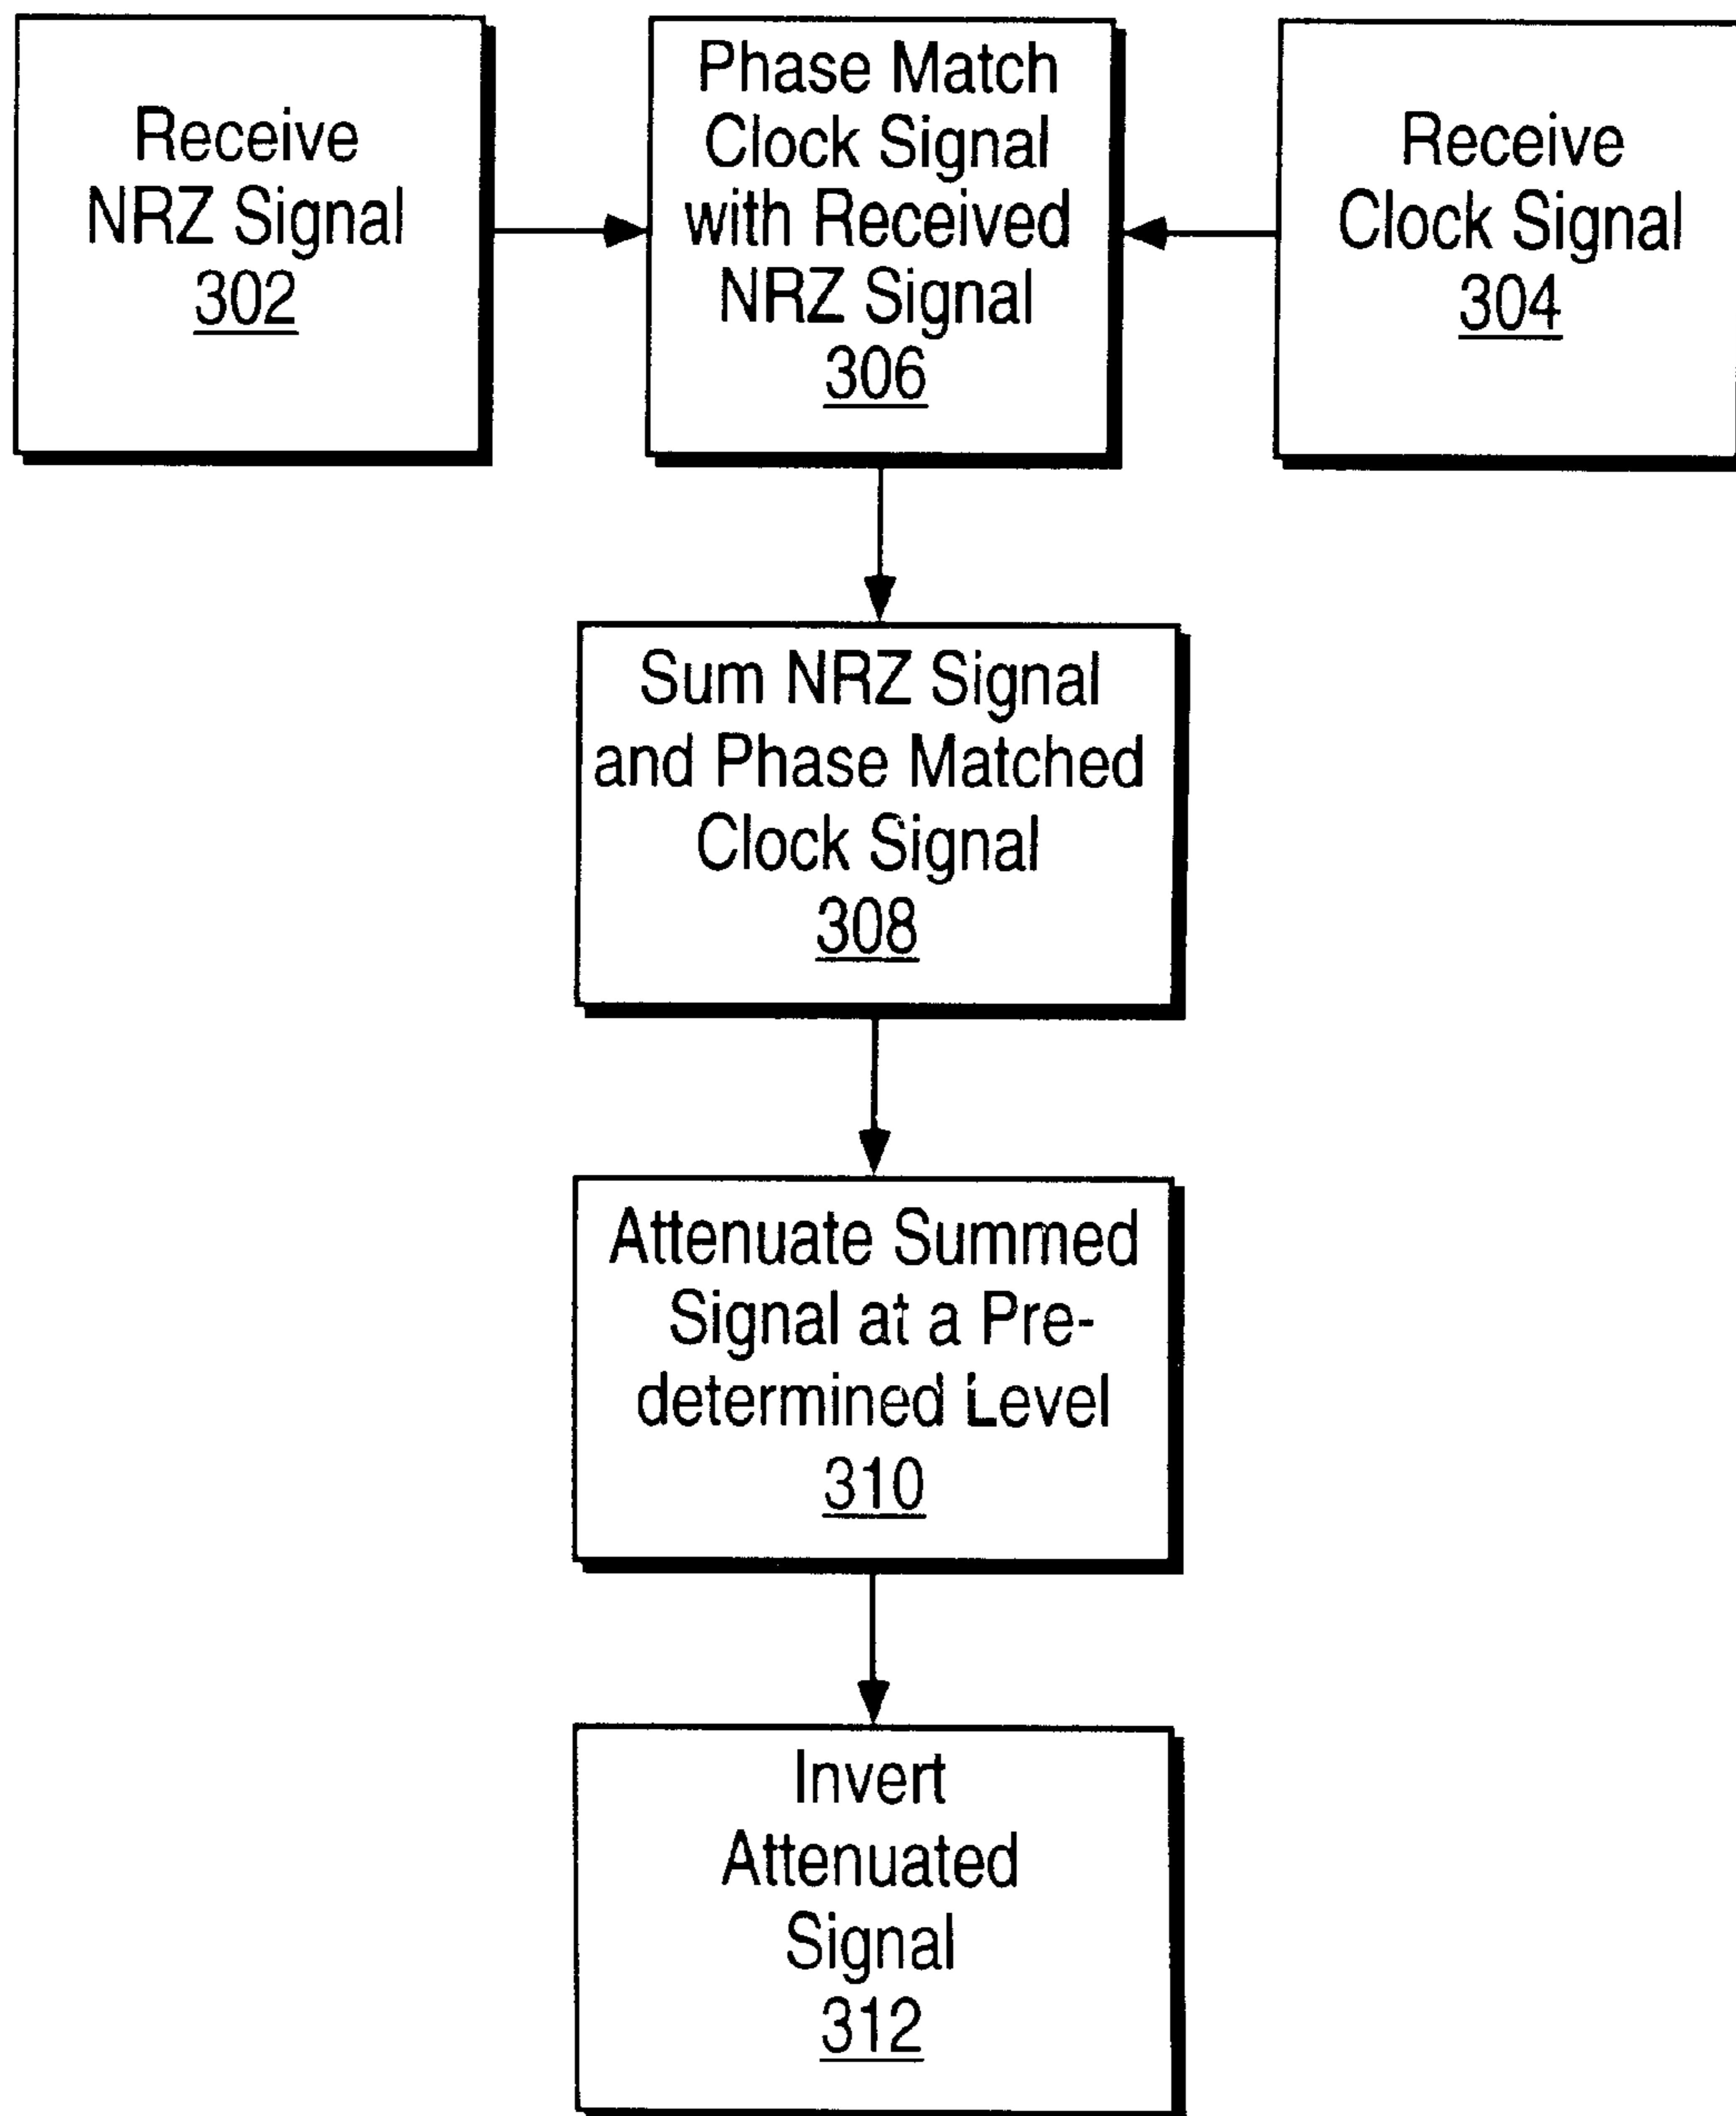 Receive
NRZ Signal
302
Phase Match
Clock Signal
with Received
NRZ Signal
306
Receive
Clock Signal
304
Sum NRZ Signal
and Phase Matched
Clock Signal
308
Attenuate Summed
Signal at a Pre-
determined Level
310
Invert
Attenuated
Signal
312